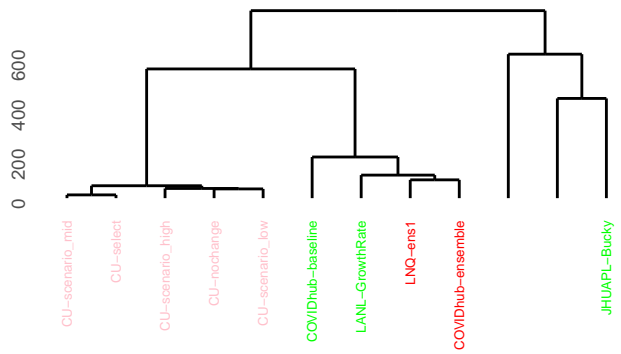 600
400
200
0
CU−scenario_mid
CU−select
CU−scenario_high
CU−nochange
CU−scenario_low
COVIDhub−baseline
LANL−GrowthRate
LNQ−ens1
COVIDhub−ensemble
JHUAPL−Bucky